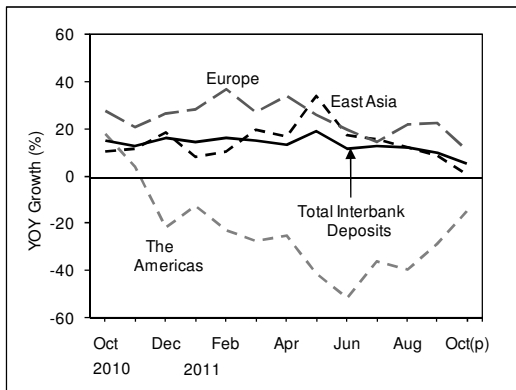 60
40
20
0
-20
-40
-60
YOY Growth (%)
Europe
East Asia
Total Interbank
Deposits
The
Americas
Oct Dec Feb Apr Jun Aug Oct(p)
2010 2011